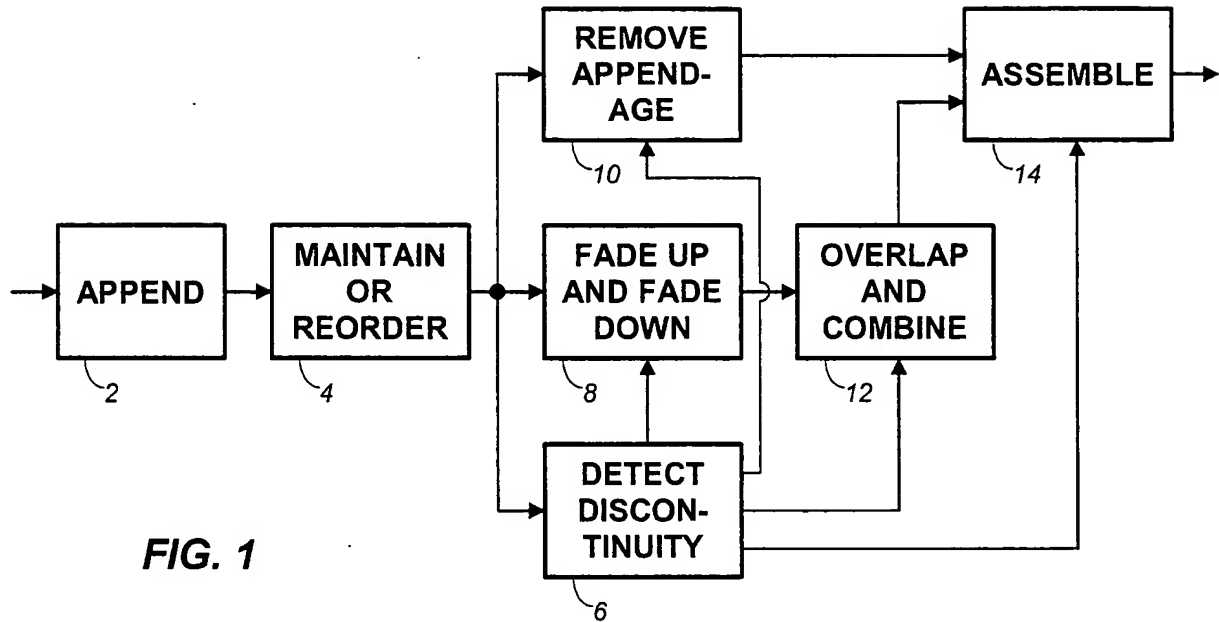 REMOVE
APPEND-
AGE
10
ASSEMBLE
14
APPEND
2
MAINTAIN
OR
REORDER
4
FADE UP
AND FADE
DOWN
8
OVERLAP
AND
COMBINE
12
DETECT
DISCON-
TINUITY
6
FIG. 1